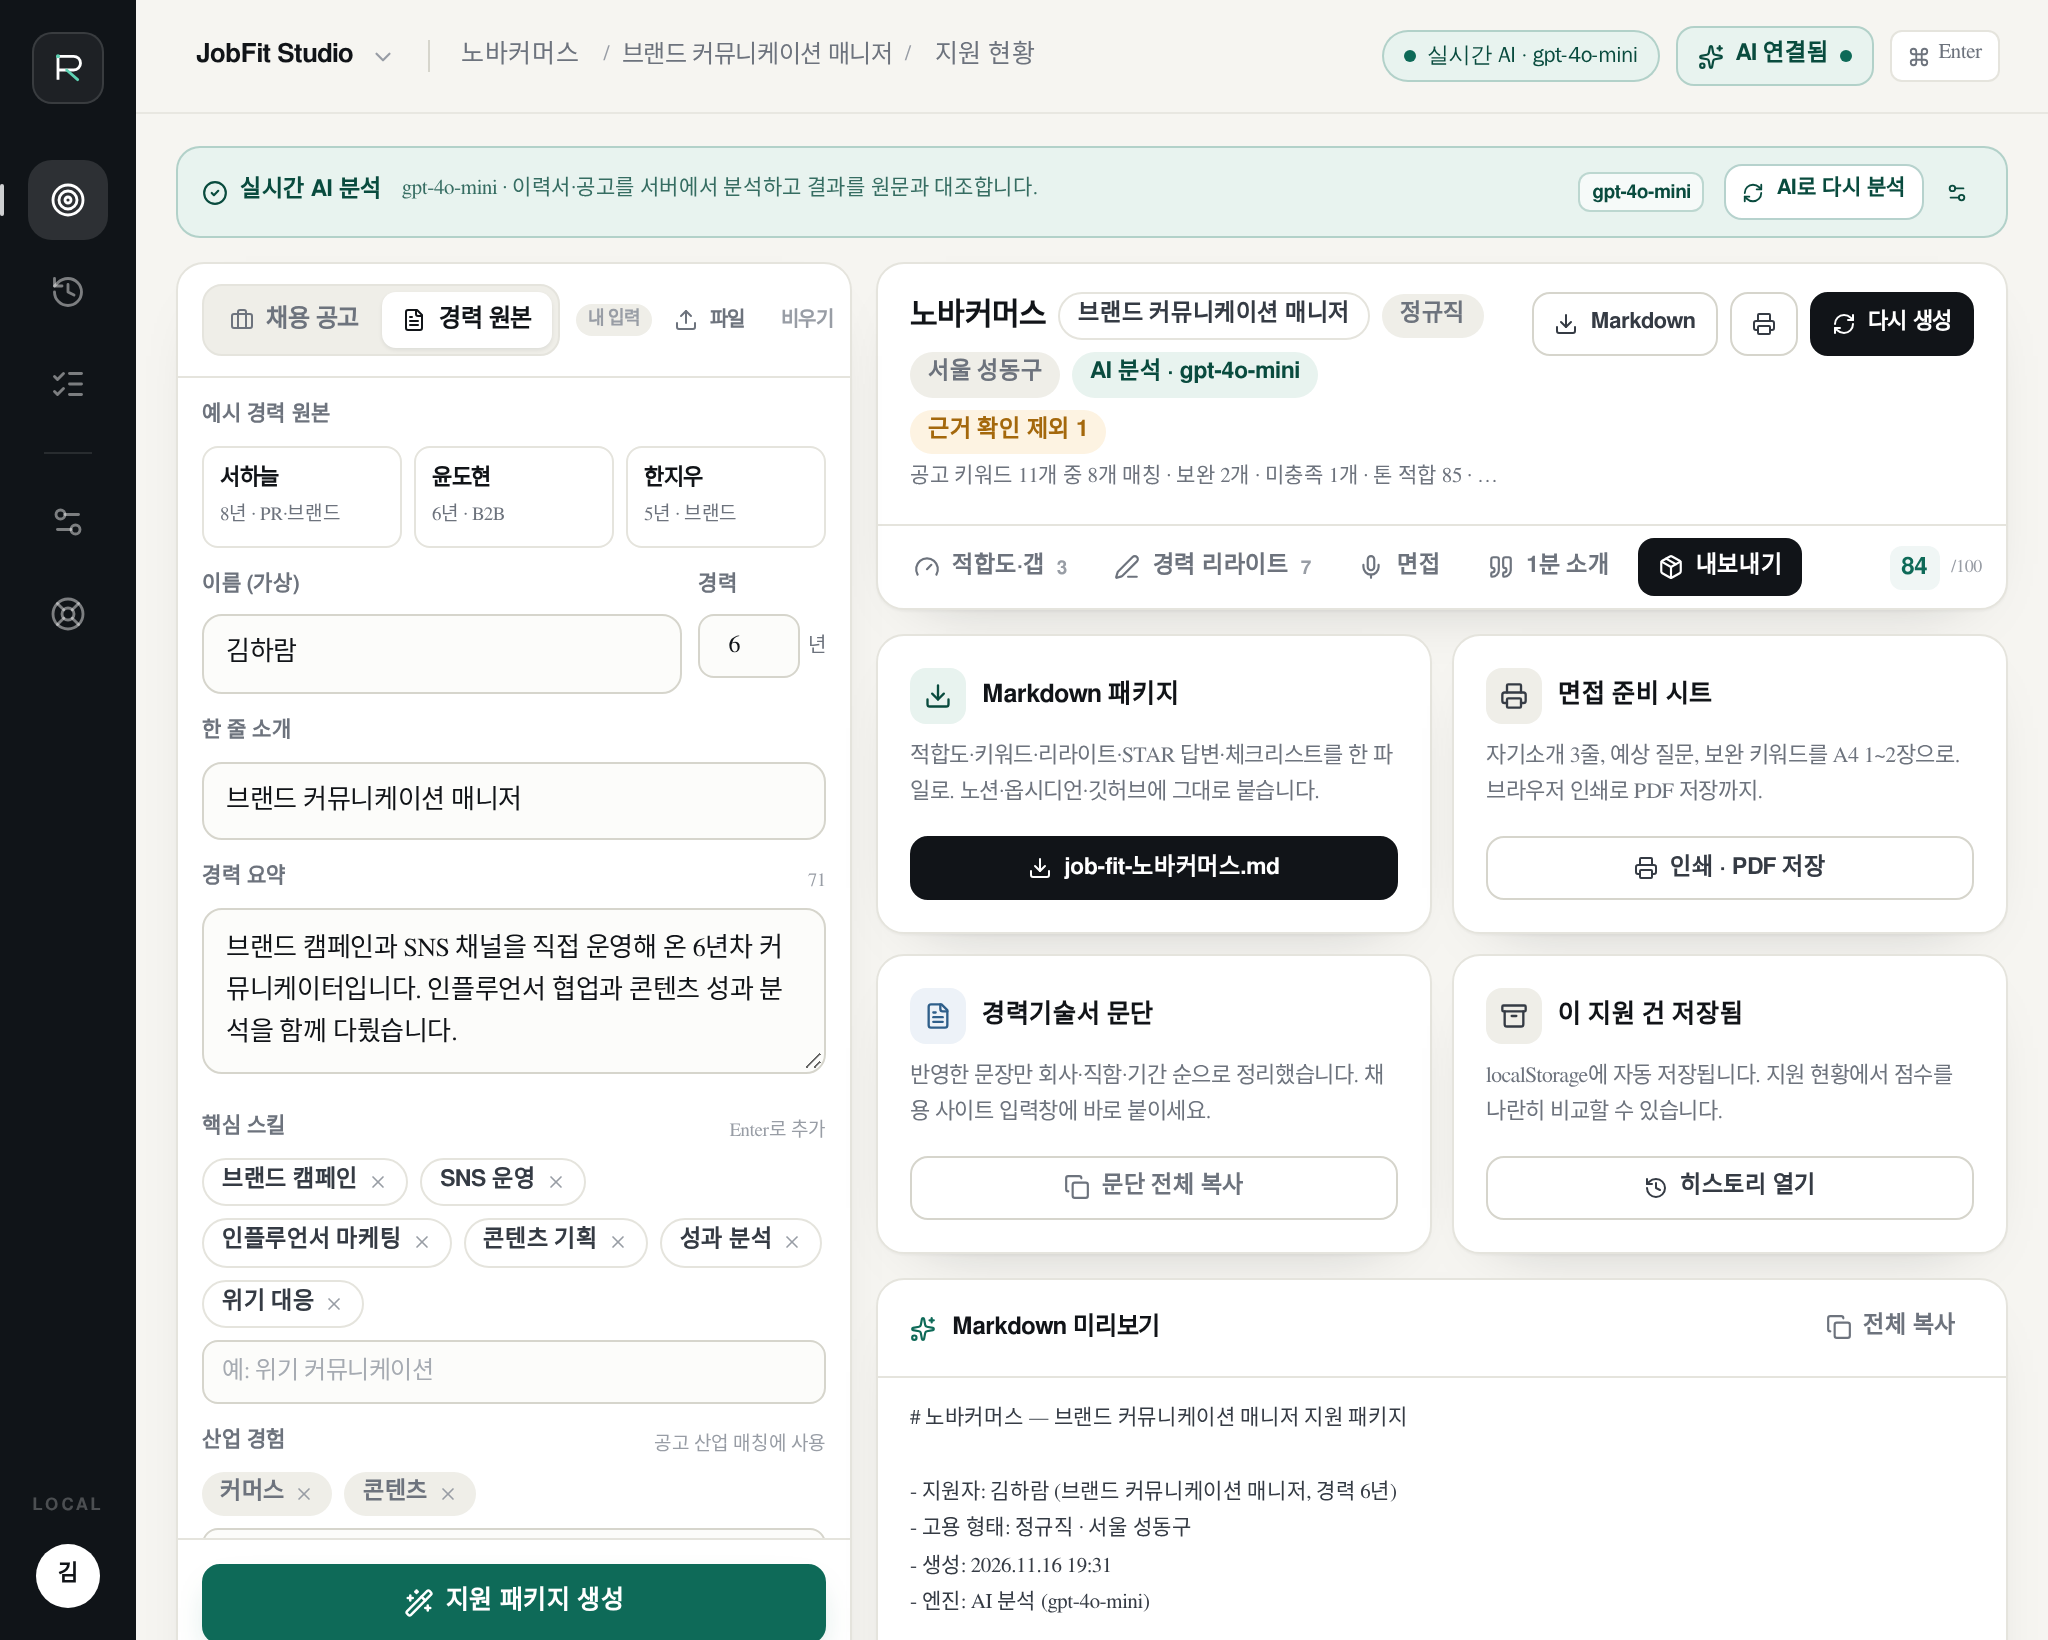 JobFit Studio
노바커머스 / 브랜드 커뮤니케이션 매니저 / 지원 현황
실시간 AI · gpt-4o-mini
AI 연결됨
⌘ Enter
실시간 AI 분석 gpt-4o-mini · 이력서·공고를 서버에서 분석하고 결과를 원문과 대조합니다.
gpt-4o-mini
AI로 다시 분석
채용 공고
경력 원본
내 입력
파일
비우기
예시 경력 원본
서하늘
8년 · PR·브랜드
윤도현
6년 · B2B
한지우
5년 · 브랜드
이름 (가상)
경력
김하람
6
년
한 줄 소개
브랜드 커뮤니케이션 매니저
경력 요약
71
브랜드 캠페인과 SNS 채널을 직접 운영해 온 6년차 커
뮤니케이터입니다. 인플루언서 협업과 콘텐츠 성과 분
석을 함께 다뤘습니다.
핵심 스킬
Enter로 추가
브랜드 캠페인 ×
SNS 운영 ×
인플루언서 마케팅 ×
콘텐츠 기획 ×
성과 분석 ×
위기 대응 ×
예: 위기 커뮤니케이션
산업 경험
공고 산업 매칭에 사용
커머스 ×
콘텐츠 ×
지원 패키지 생성
LOCAL
김
노바커머스
브랜드 커뮤니케이션 매니저
정규직
서울 성동구
AI 분석 · gpt-4o-mini
근거 확인 제외 1
공고 키워드 11개 중 8개 매칭 · 보완 2개 · 미충족 1개 · 톤 적합 85 · …
Markdown
다시 생성
적합도·갭 3
경력 리라이트 7
면접
1분 소개
내보내기
84 /100
Markdown 패키지
적합도·키워드·리라이트·STAR 답변·체크리스트를 한 파
일로. 노션·옵시디언·깃허브에 그대로 붙습니다.
job-fit-노바커머스.md
면접 준비 시트
자기소개 3줄, 예상 질문, 보완 키워드를 A4 1~2장으로.
브라우저 인쇄로 PDF 저장까지.
인쇄 · PDF 저장
경력기술서 문단
반영한 문장만 회사·직함·기간 순으로 정리했습니다. 채
용 사이트 입력창에 바로 붙이세요.
문단 전체 복사
이 지원 건 저장됨
localStorage에 자동 저장됩니다. 지원 현황에서 점수를
나란히 비교할 수 있습니다.
히스토리 열기
Markdown 미리보기
전체 복사
# 노바커머스 — 브랜드 커뮤니케이션 매니저 지원 패키지
- 지원자: 김하람 (브랜드 커뮤니케이션 매니저, 경력 6년)
- 고용 형태: 정규직 · 서울 성동구
- 생성: 2026.11.16 19:31
- 엔진: AI 분석 (gpt-4o-mini)